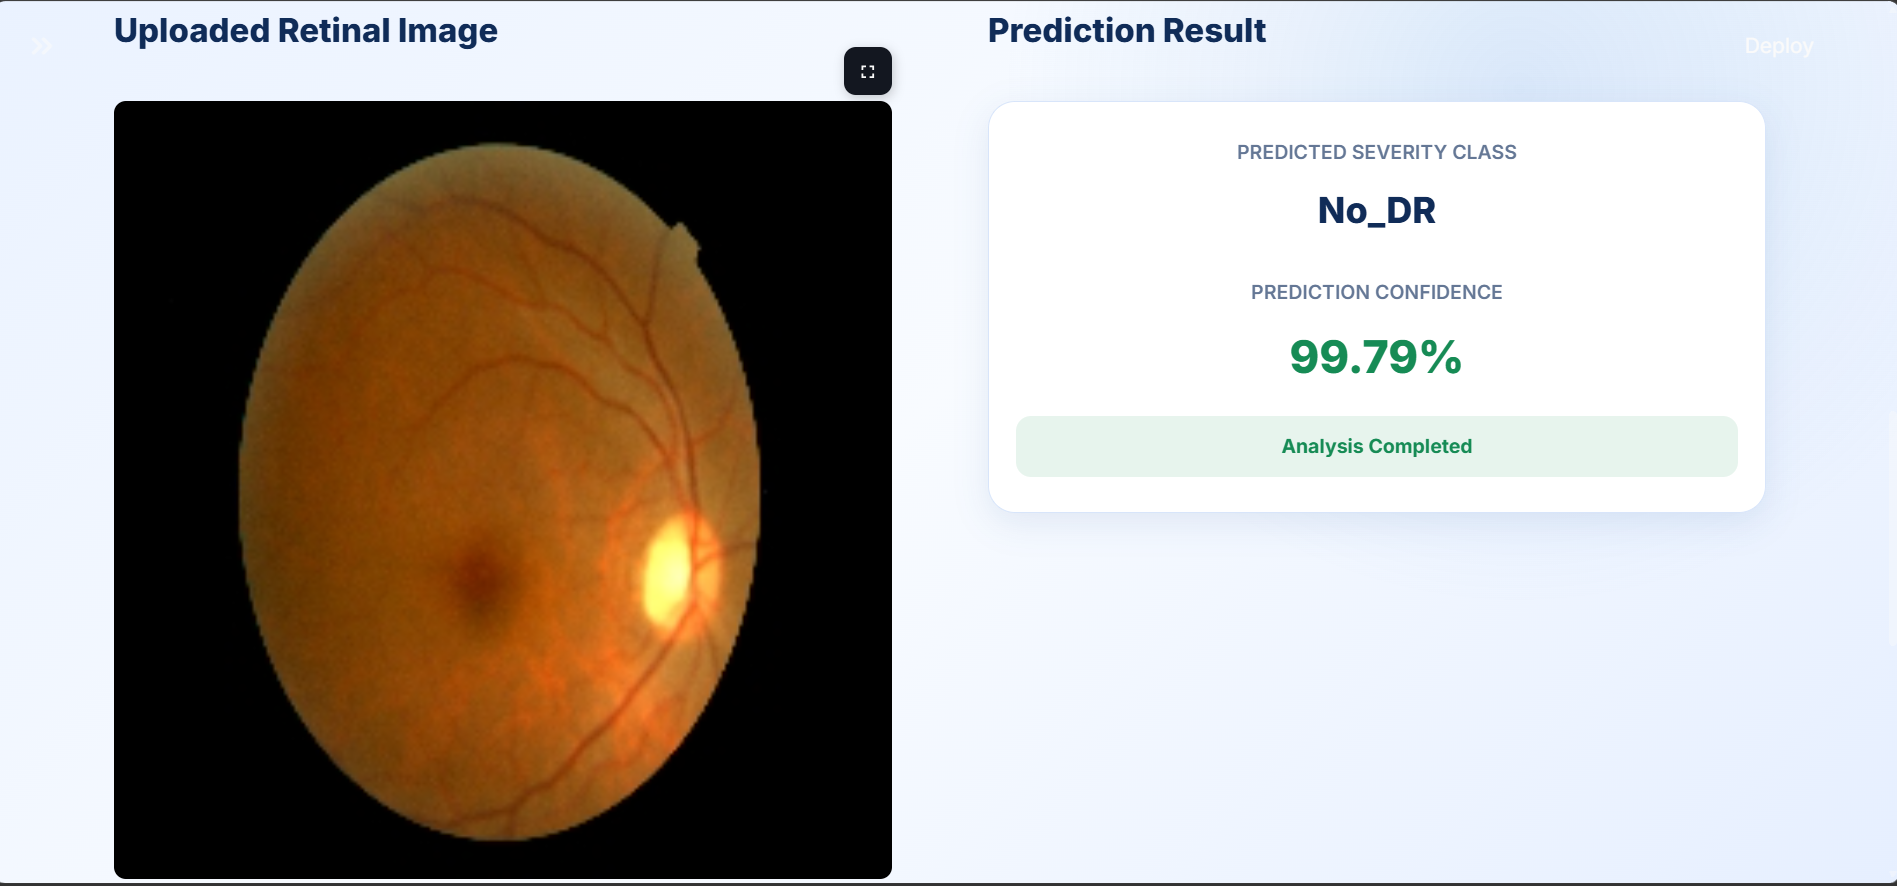 Uploaded Retinal Image
Prediction Result
Deploy
PREDICTED SEVERITY CLASS
No_DR
PREDICTION CONFIDENCE
99.79%
Analysis Completed